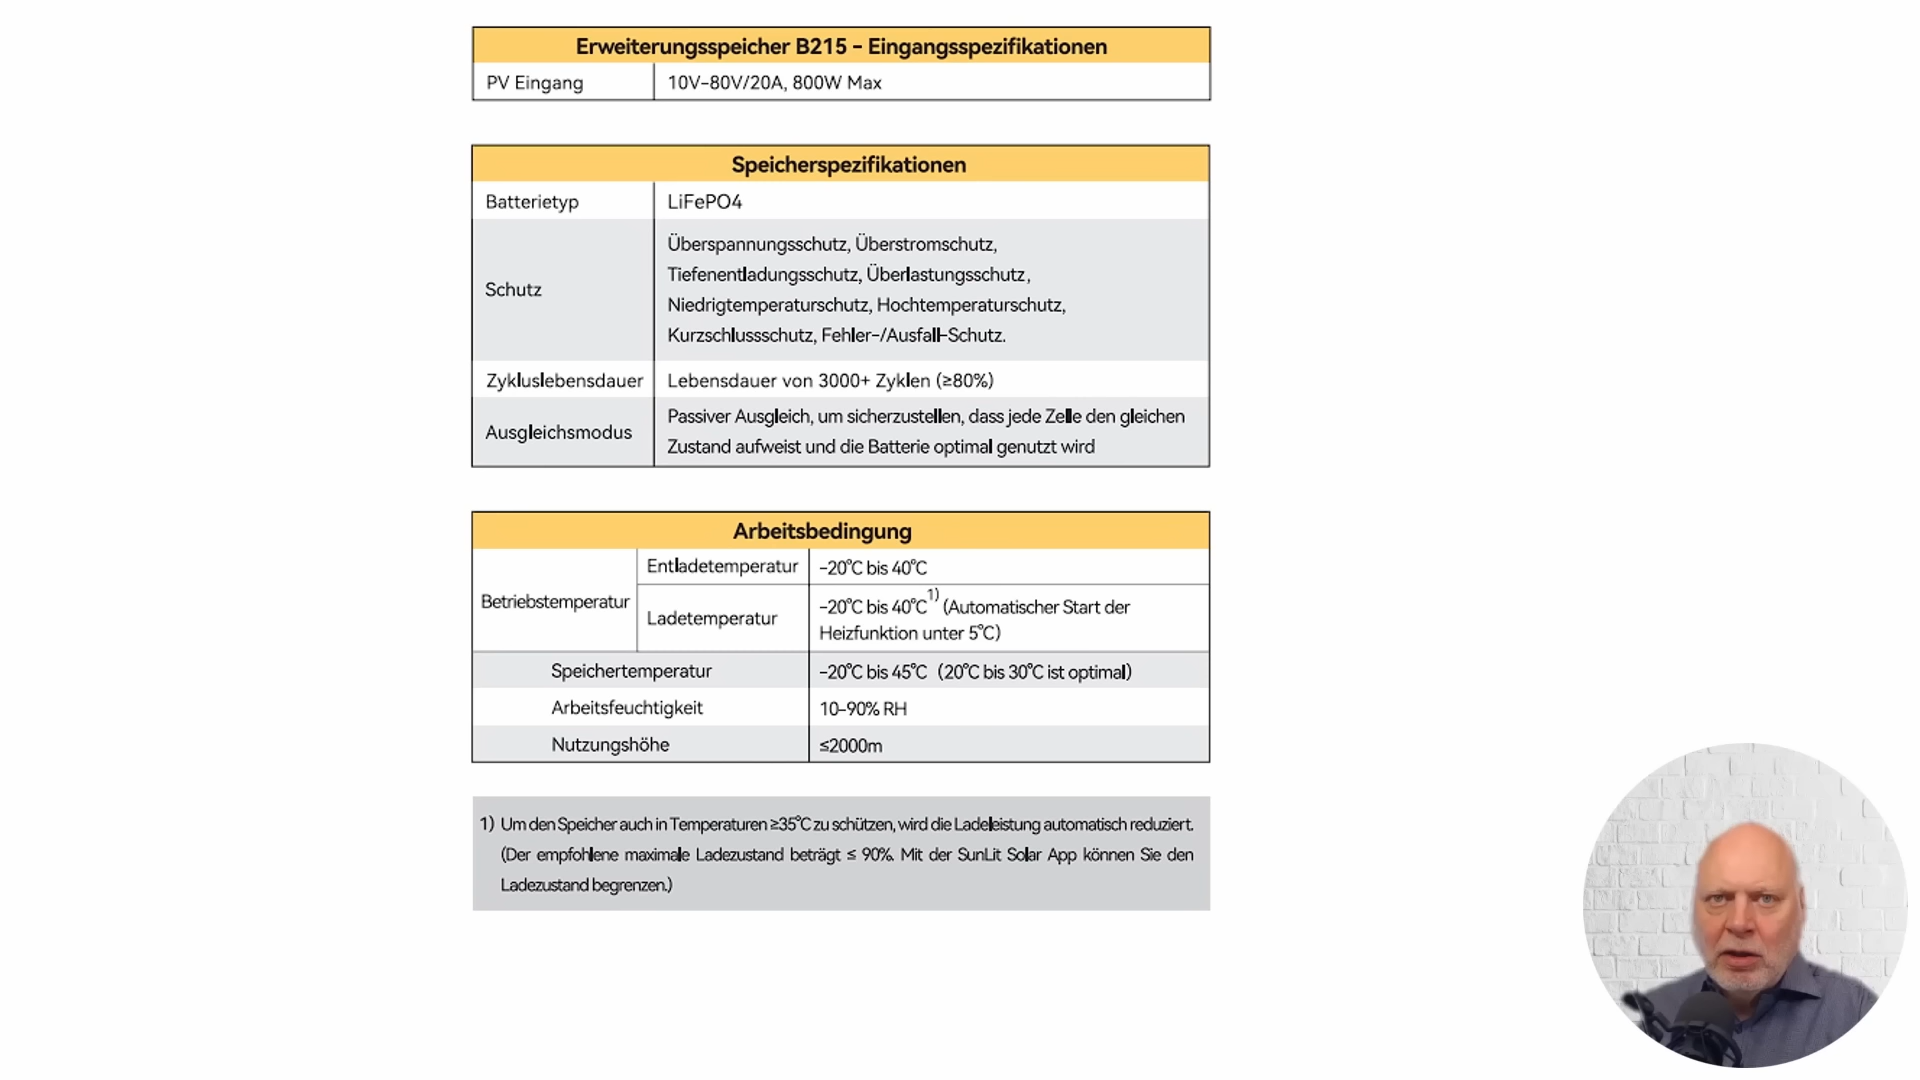 Erweiterungsspeicher B215 - Eingangsspezifikationen
PV Eingang 10V-80V/20A, 800W Max
Speicherspezifikationen
Batterietyp LiFePO4
Schutz
Überspannungsschutz, Überstromschutz,
Tiefenentladungsschutz, Überlastungsschutz,
Niedrigtemperaturschutz, Hochtemperaturschutz,
Kurzschlussschutz, Fehler-/Ausfall-Schutz.
Zykluslebensdauer Lebensdauer von 3000+ Zyklen (≥80%)
Ausgleichsmodus
Passiver Ausgleich, um sicherzustellen, dass jede Zelle den gleichen
Zustand aufweist und die Batterie optimal genutzt wird
Arbeitsbedingung
Betriebstemperatur
Entladetemperatur -20°C bis 40°C
Ladetemperatur
-20°C bis 40°C 1) (Automatischer Start der
Heizfunktion unter 5°C)
Speichertemperatur -20°C bis 45°C (20°C bis 30°C ist optimal)
Arbeitsfeuchtigkeit 10-90% RH
Nutzungshöhe ≤2000m
1) Um den Speicher auch in Temperaturen ≥35°C zu schützen, wird die Ladeleistung automatisch reduziert.
(Der empfohlene maximale Ladezustand beträgt ≤ 90%. Mit der SunLit Solar App können Sie den
Ladezustand begrenzen.)